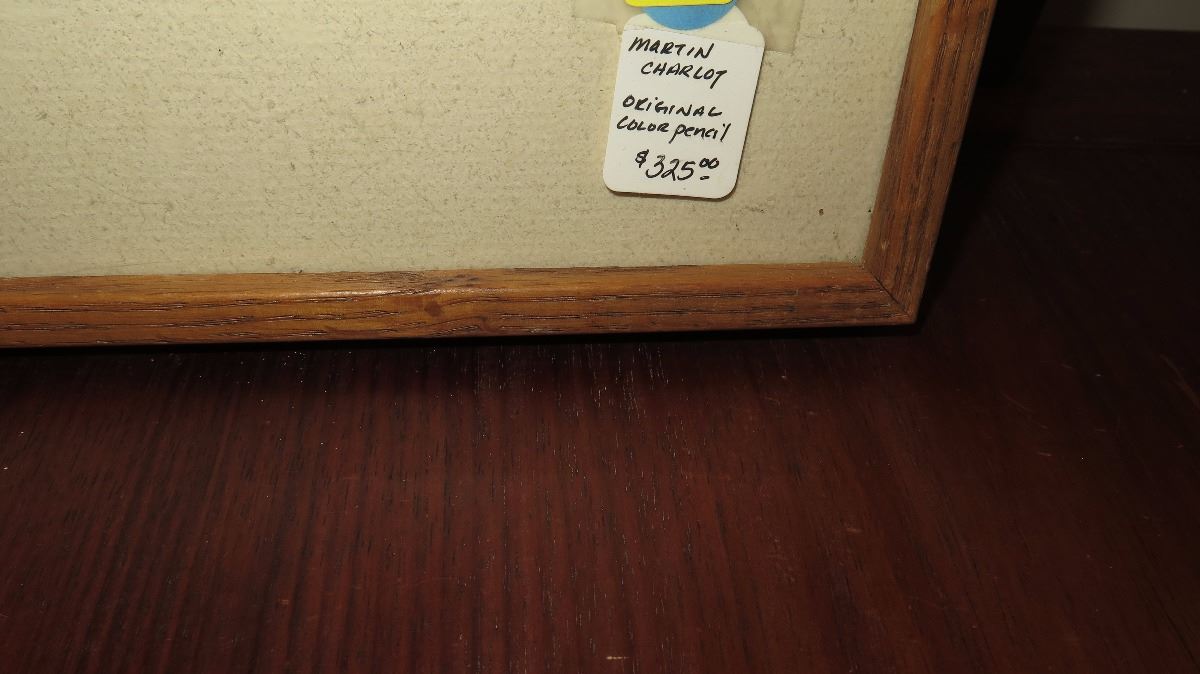 MARTIN
CHARLOT
ORIGINAL
COLOR pencil
$325.00